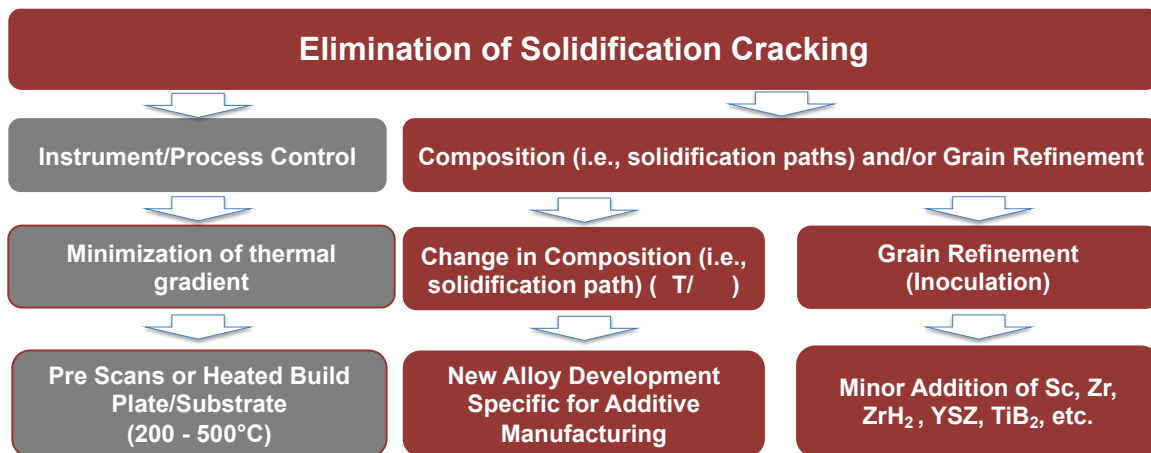 Elimination of Solidification Cracking
Instrument/Process Control
Composition (i.e., solidification paths) and/or Grain Refinement
Minimization of thermal
gradient
Change in Composition (i.e.,
solidification path) ( T/ )
Grain Refinement
(Inoculation)
Pre Scans or Heated Build
Plate/Substrate
(200 - 500°C)
New Alloy Development
Specific for Additive
Manufacturing
Minor Addition of Sc, Zr,
ZrH₂ , YSZ, TiB₂, etc.